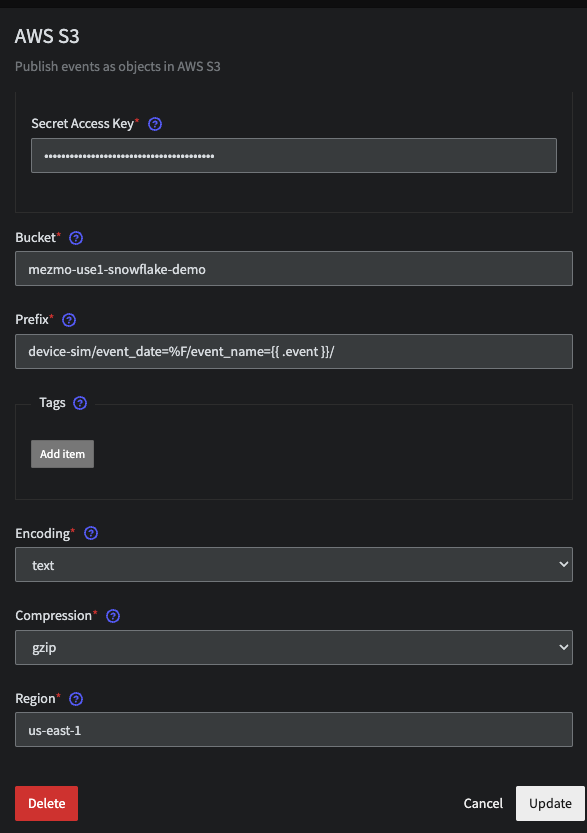 AWS S3
Publish events as objects in AWS S3
Secret Access Key* ?
••••••••••••••••••••••••••••••••••••••••
Bucket* ?
mezmo-use1-snowflake-demo
Prefix* ?
device-sim/event_date=%F/event_name={{ .event }}/
Tags ?
Add item
Encoding* ?
text
Compression* ?
gzip
Region* ?
us-east-1
Delete Cancel Update